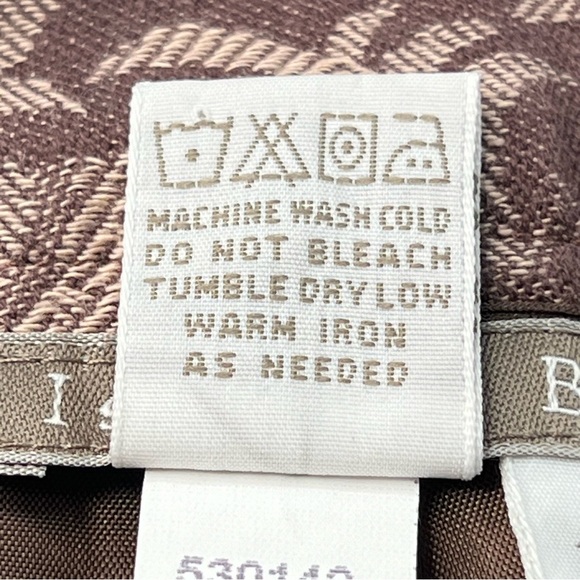 MACHINE WASH COLD
DO NOT BLEACH
TUMBLE DRY LOW
WARM IRON
AS NEEDED
I s B